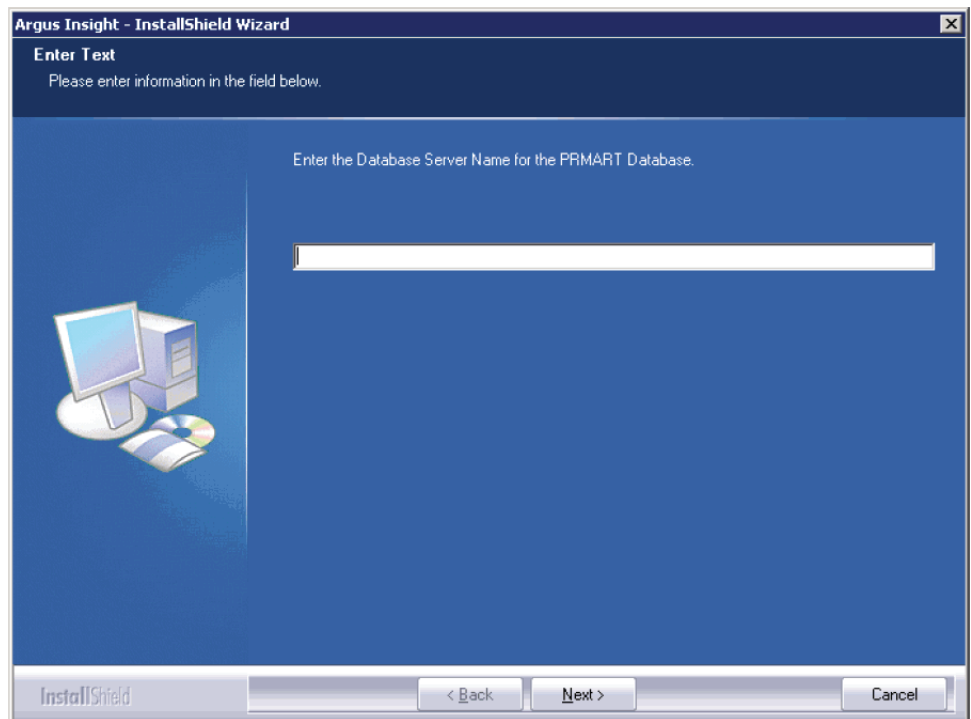 Argus Insight - InstallShield Wizard
Enter Text
Please enter information in the field below.
Enter the Database Server Name for the PRMART Database.
InstallShield
< Back
Next >
Cancel